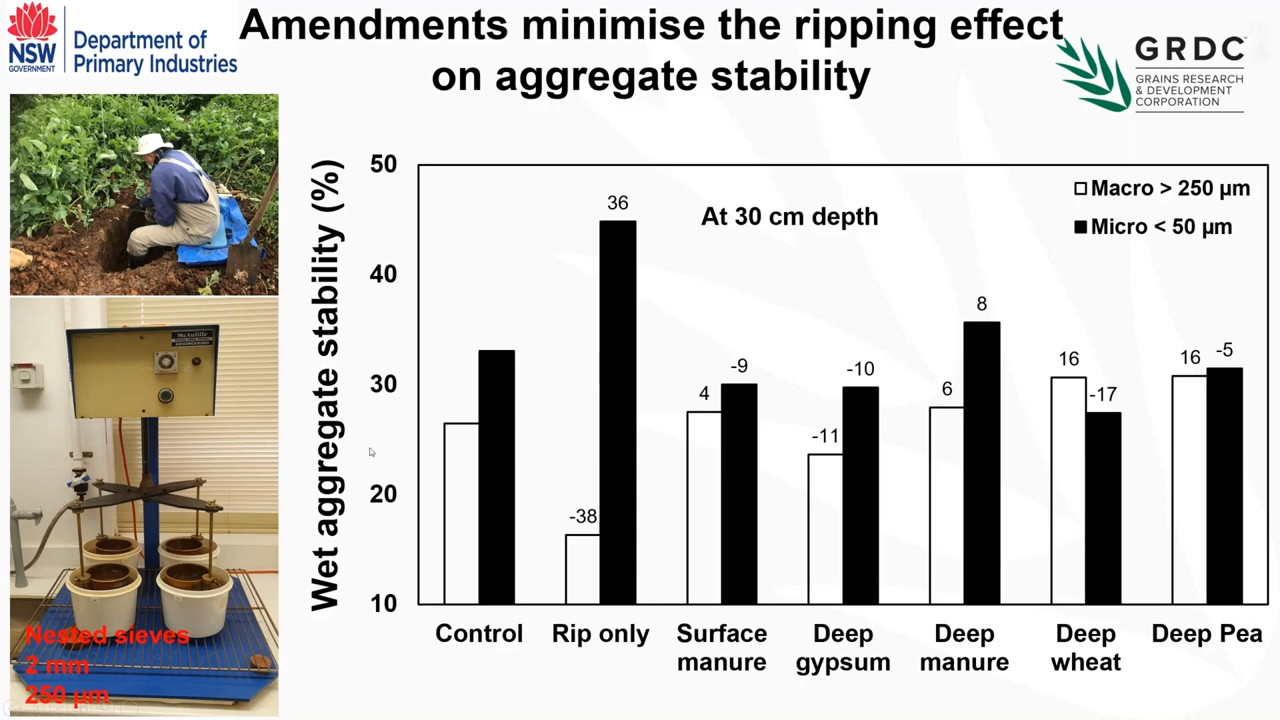 Amendments minimise the ripping effect
on aggregate stability
NSW
GOVERNMENT
Department of
Primary Industries
GRDC
GRAINS RESEARCH
& DEVELOPMENT
CORPORATION
Nested sieves
2 mm
250 µm
Wet aggregate stability (%)
50
40
30
20
10
At 30 cm depth
Macro > 250 µm
Micro < 50 µm
-38
36
4
-9
-11
-10
6
8
16
-17
16
-5
Control
Rip only
Surface
manure
Deep
gypsum
Deep
manure
Deep
wheat
Deep Pea